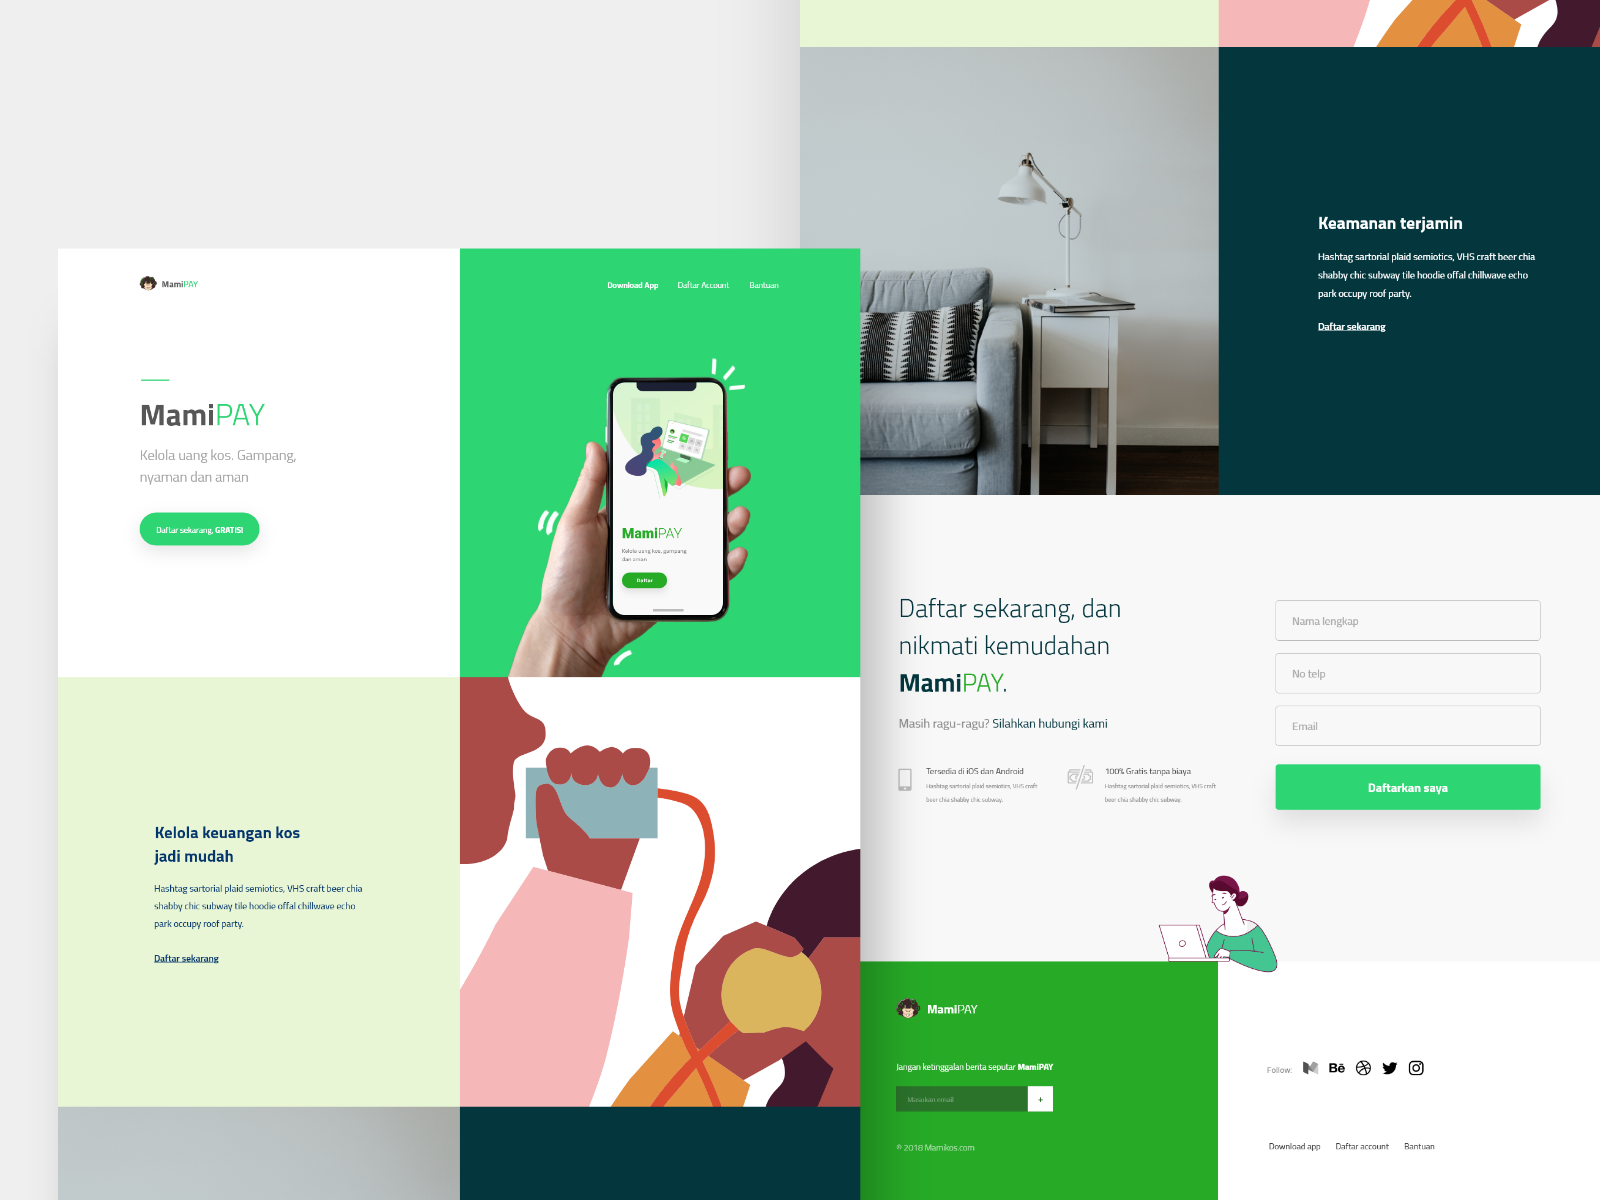 MamiPAY
Download App
Daftar Account
Bantuan
MamiPAY
Kelola uang kos. Gampang,
nyaman dan aman
Daftar sekarang, GRATIS!
MamiPAY
Kelola uang kos, gampang
dan aman
Daftar
Kelola keuangan kos
jadi mudah
Hashtag sartorial plaid semiotics, VHS craft beer chia
shabby chic subway tile hoodie offal chillwave echo
park occupy roof party.
Daftar sekarang
Keamanan terjamin
Hashtag sartorial plaid semiotics, VHS craft beer chia
shabby chic subway tile hoodie offal chillwave echo
park occupy roof party.
Daftar sekarang
Daftar sekarang, dan
nikmati kemudahan
MamiPAY.
Masih ragu-ragu? Silahkan hubungi kami
Tersedia di iOS dan Android
Hashtag sartorial plaid semiotics, VHS craft
beer chia shabby chic subway.
100% Gratis tanpa biaya
Hashtag sartorial plaid semiotics, VHS craft
beer chia shabby chic subway.
Nama lengkap
No telp
Email
Daftarkan saya
MamiPAY
Jangan ketinggalan berita seputar MamiPAY
Masukan email
+
© 2018 Mamikos.com
Follow:
Bē
Download app
Daftar account
Bantuan